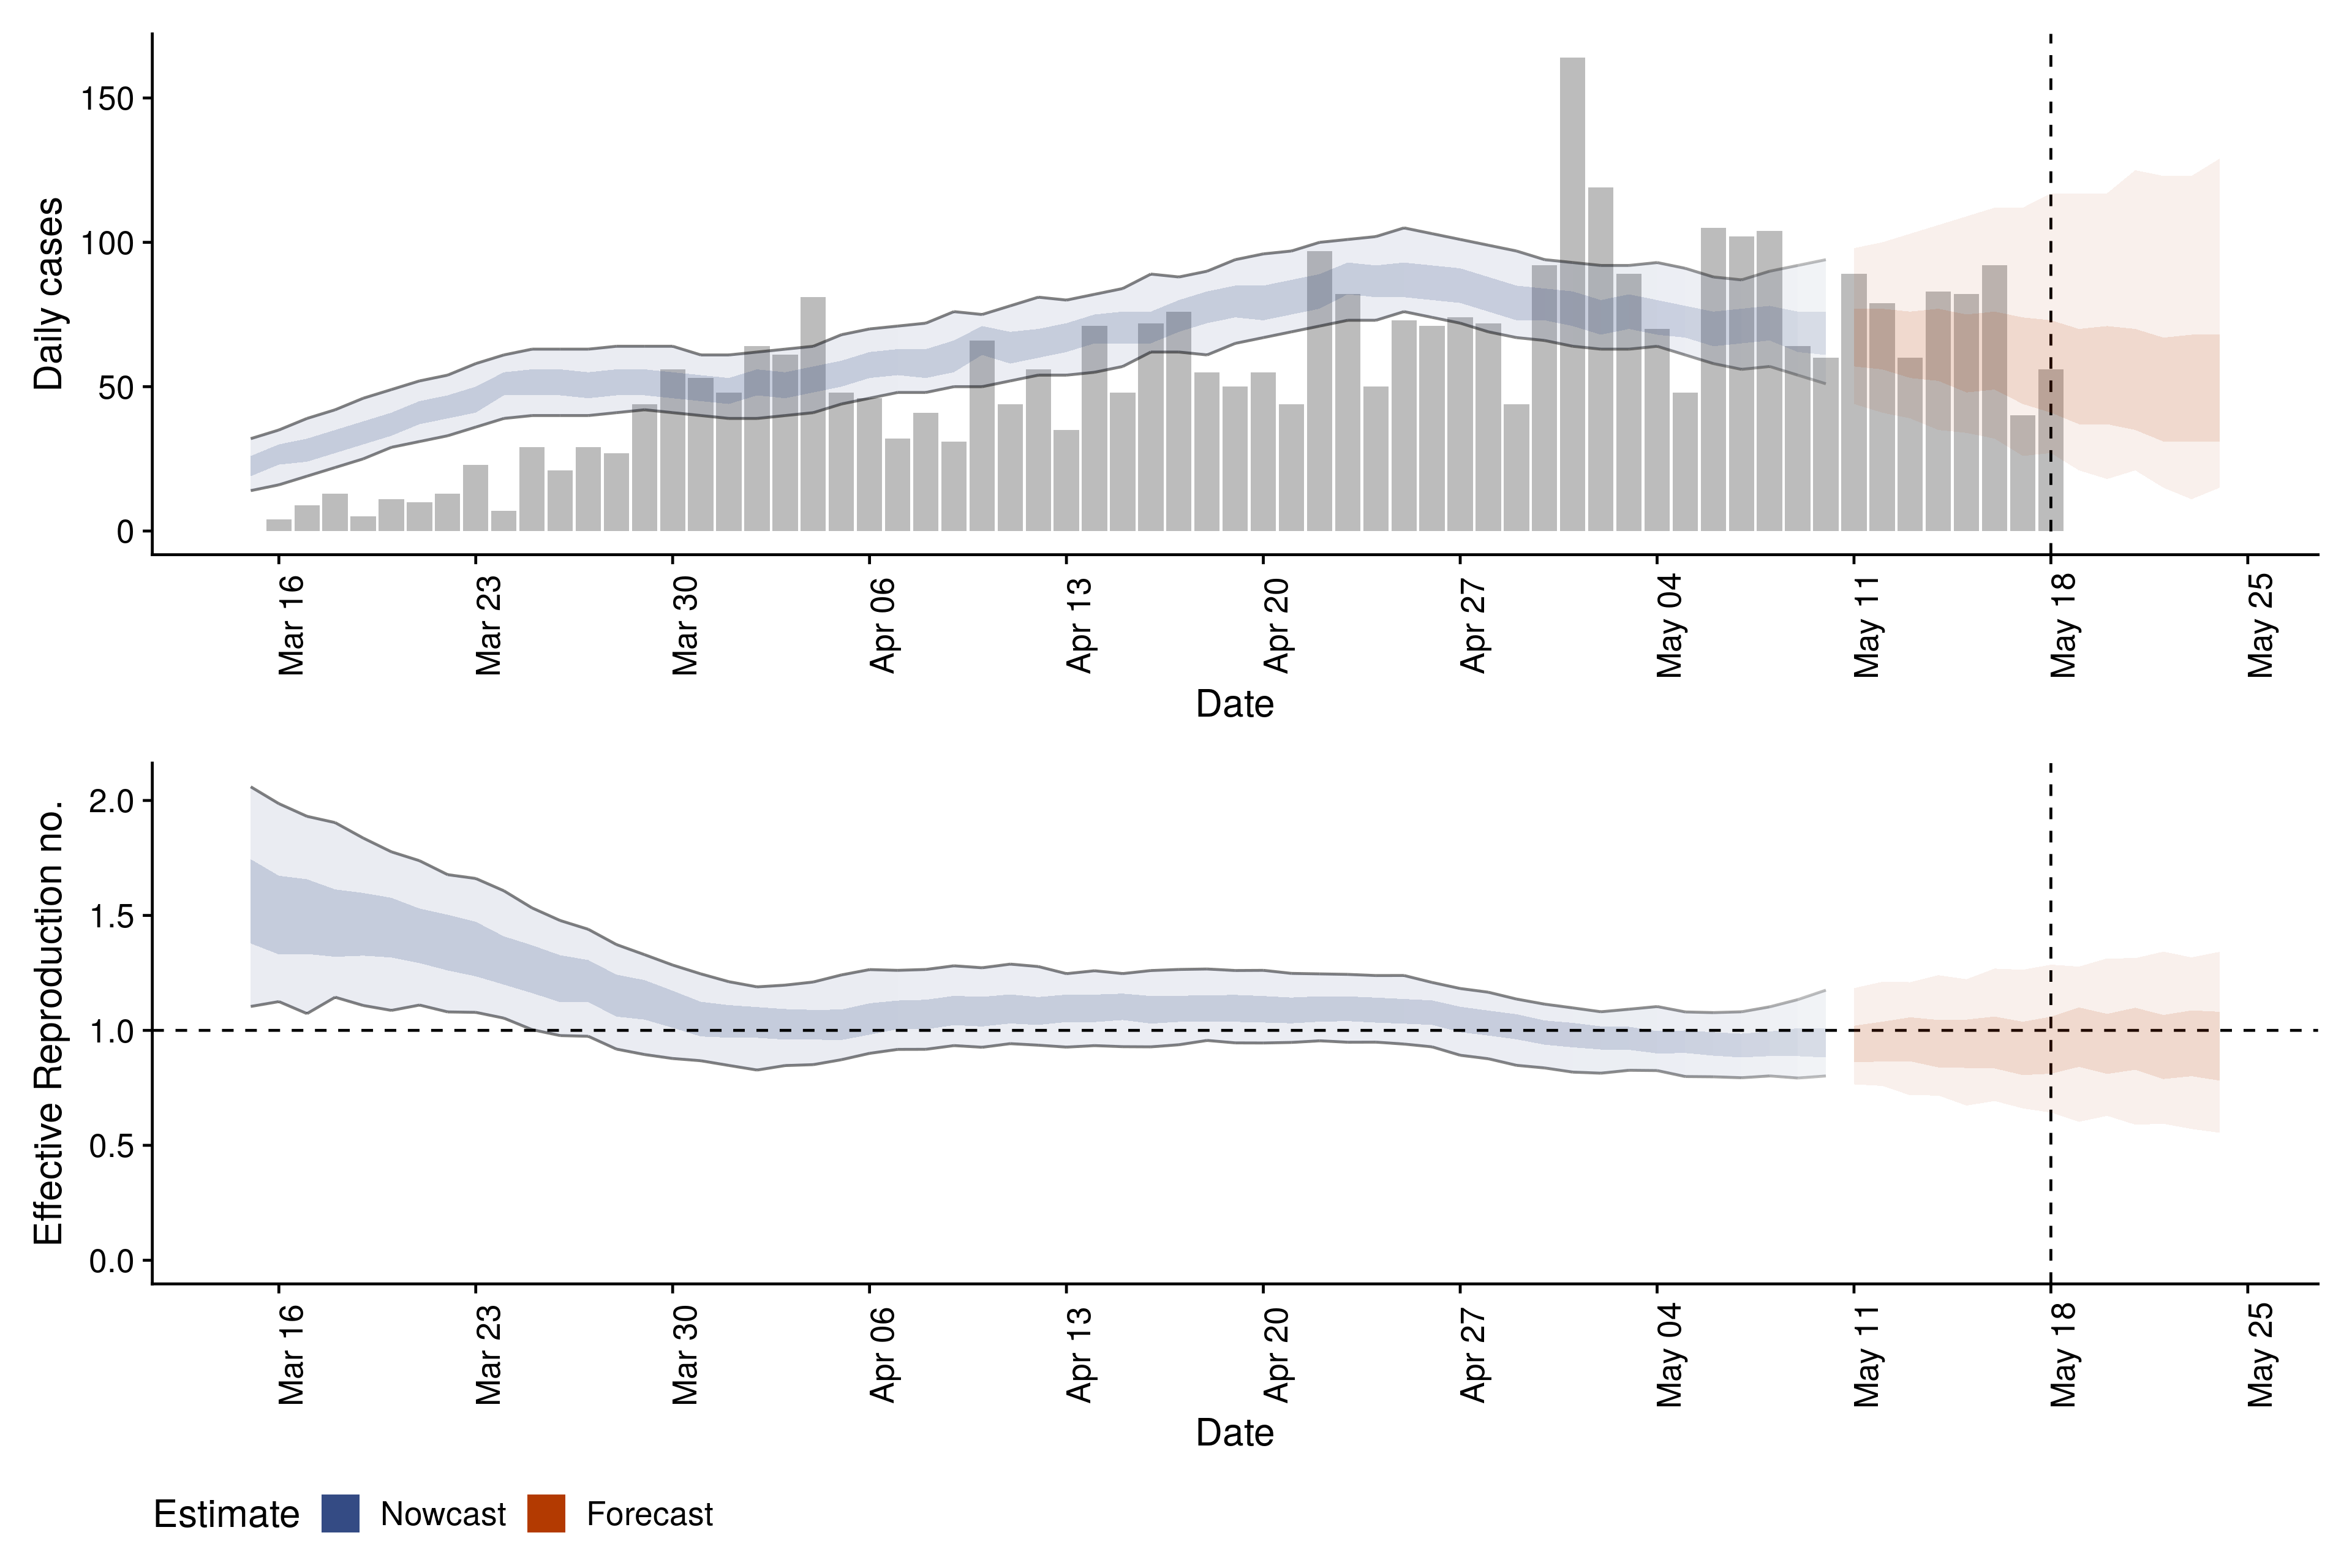 Daily cases
150
100
50
0
Mar 16
Mar 23
Mar 30
Apr 06
Apr 13
Apr 20
Apr 27
May 04
May 11
May 18
May 25
Date
Effective Reproduction no.
2.0
1.5
1.0
0.5
0.0
Mar 16
Mar 23
Mar 30
Apr 06
Apr 13
Apr 20
Apr 27
May 04
May 11
May 18
May 25
Date
Estimate Nowcast Forecast